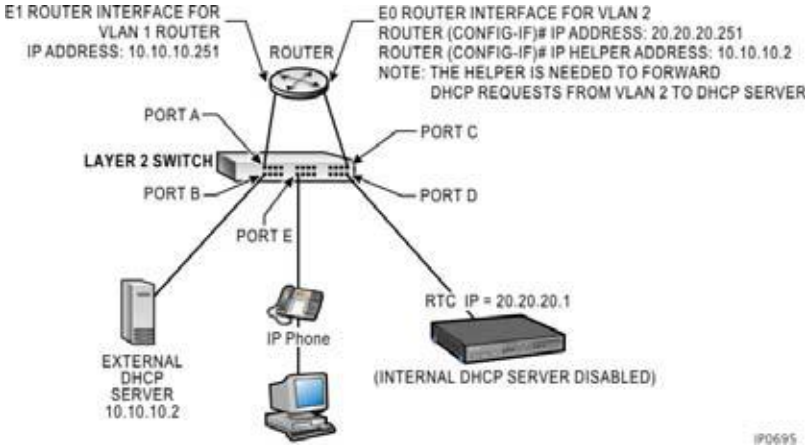 E1 ROUTER INTERFACE FOR
VLAN 1 ROUTER
IP ADDRESS: 10.10.10.251
E0 ROUTER INTERFACE FOR VLAN 2
ROUTER (CONFIG-IF)# IP ADDRESS: 20.20.20.251
ROUTER (CONFIG-IF)# IP HELPER ADDRESS: 10.10.10.2
NOTE: THE HELPER IS NEEDED TO FORWARD
DHCP REQUESTS FROM VLAN 2 TO DHCP SERVER
ROUTER
PORT A
PORT C
LAYER 2 SWITCH
PORT B
PORT D
PORT E
RTC IP = 20.20.20.1
IP Phone
EXTERNAL
DHCP
SERVER
10.10.10.2
(INTERNAL DHCP SERVER DISABLED)
IP0695